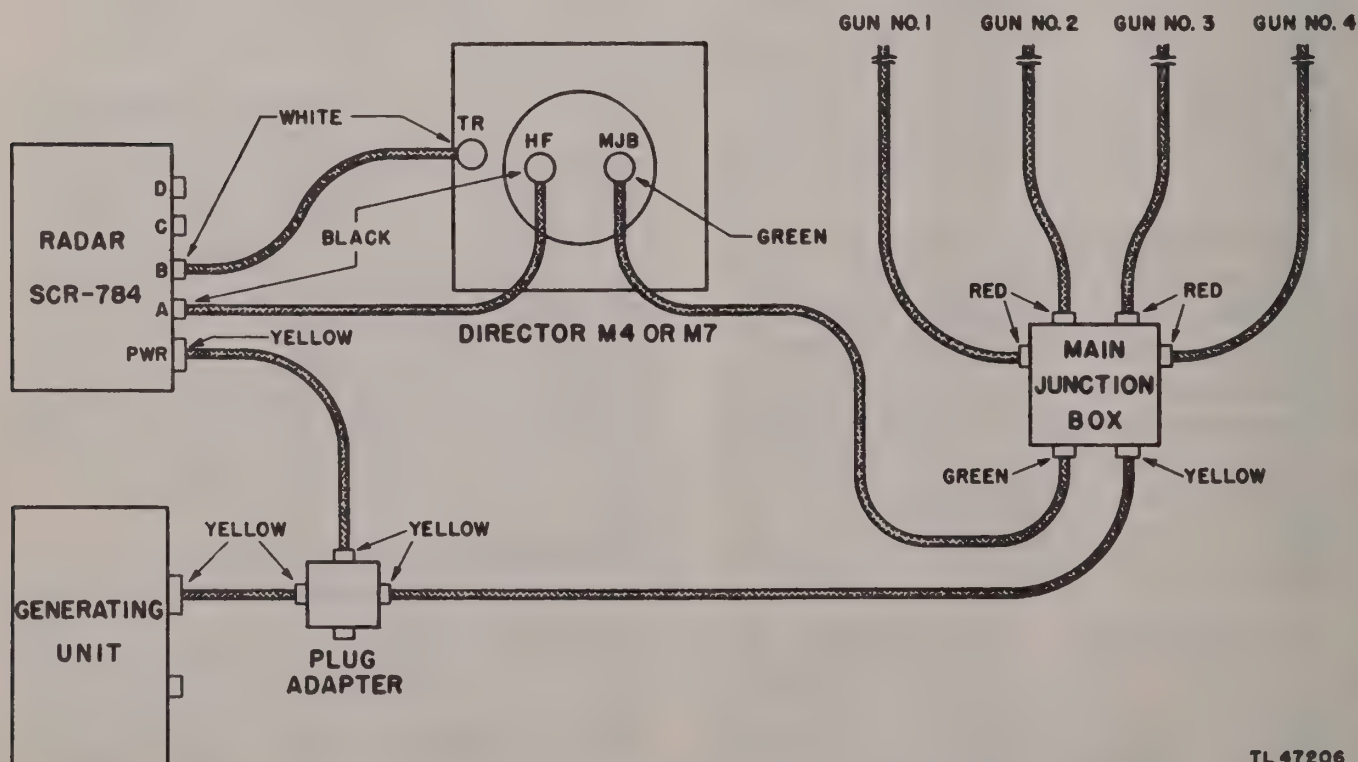 GUN NO. 1
GUN NO. 2
GUN NO. 3
GUN NO. 4
WHITE
TR
HF
MJB
D
C
RADAR
SCR-784
B
A
PWR
BLACK
GREEN
YELLOW
DIRECTOR M4 OR M7
RED
RED
MAIN
JUNCTION
BOX
GREEN
YELLOW
YELLOW
YELLOW
GENERATING
UNIT
PLUG
ADAPTER
TL 47206